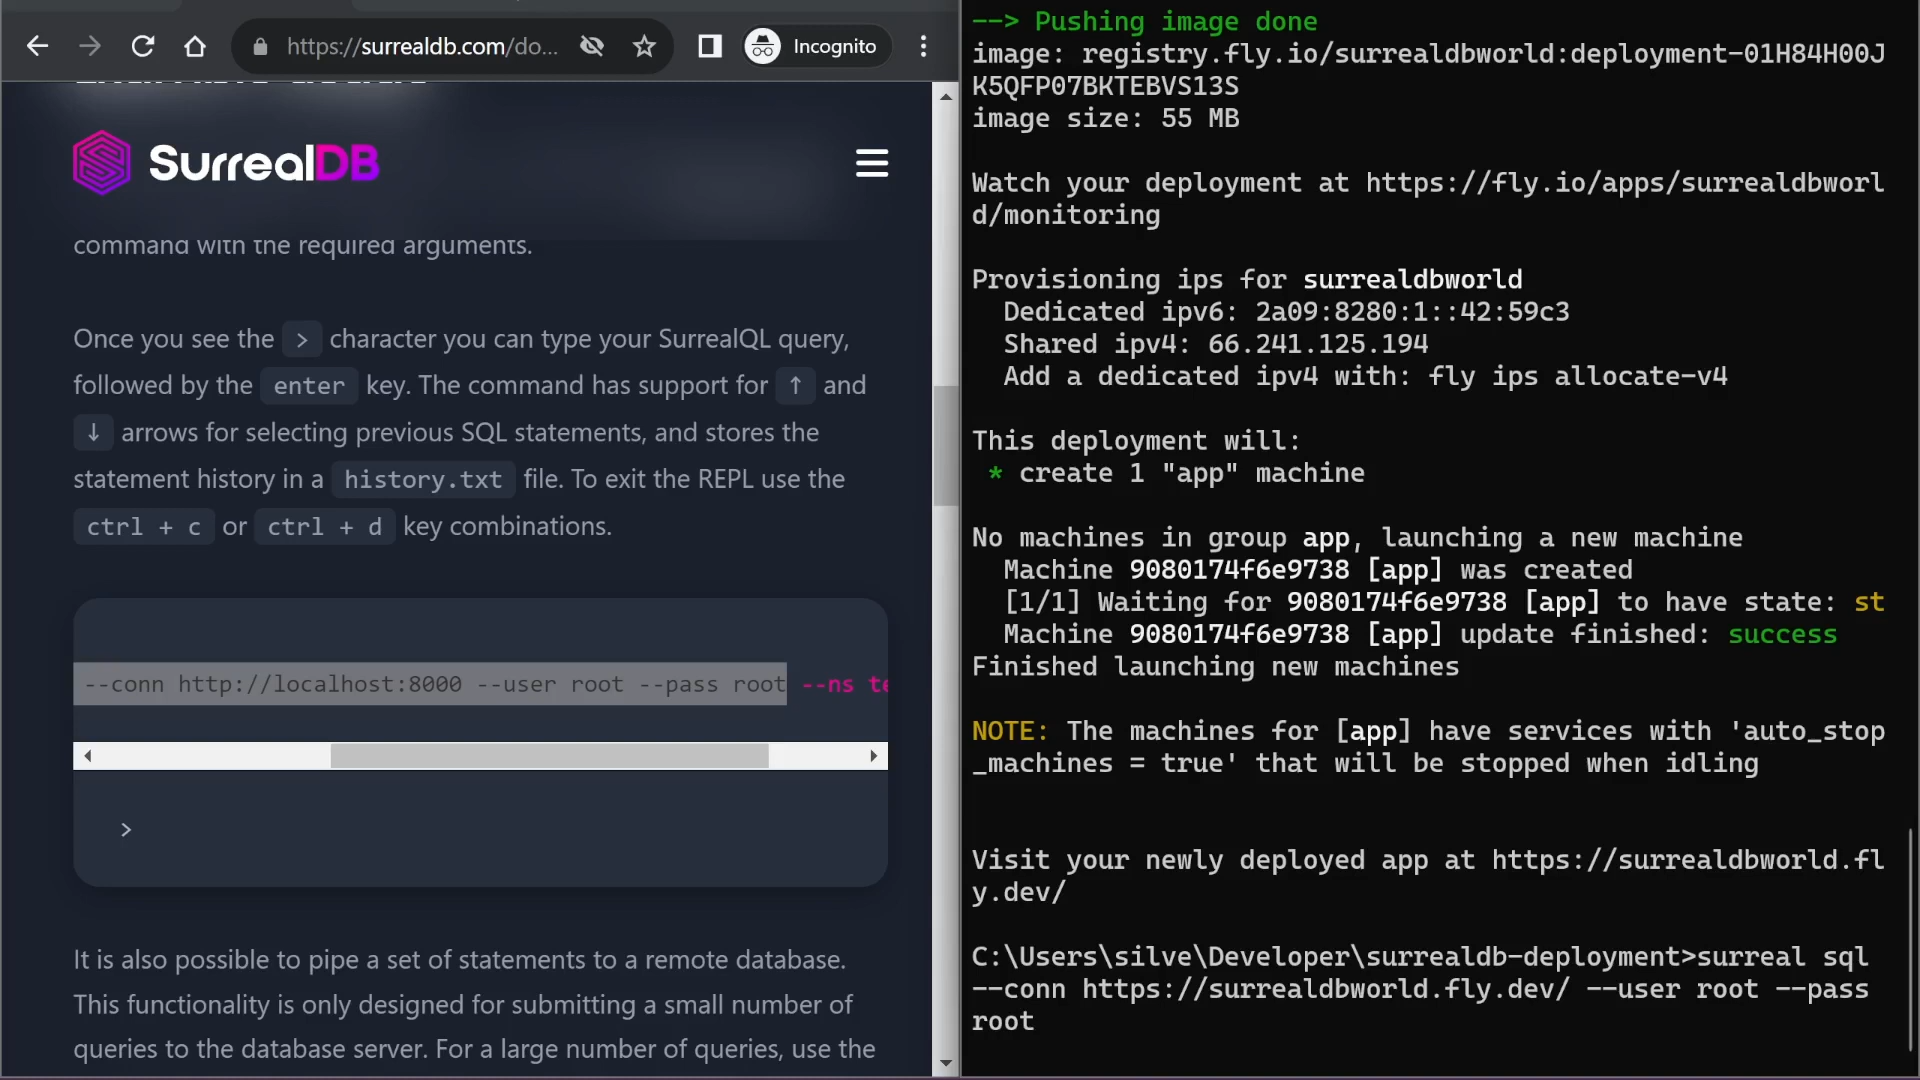 https://surrealdb.com/do...
Incognito
SurrealDB
command with the required arguments.
Once you see the > character you can type your SurrealQL query,
followed by the enter key. The command has support for ↑ and
↓ arrows for selecting previous SQL statements, and stores the
statement history in a history.txt file. To exit the REPL use the
ctrl + c or ctrl + d key combinations.
--conn http://localhost:8000 --user root --pass root --ns te
>
It is also possible to pipe a set of statements to a remote database.
This functionality is only designed for submitting a small number of
queries to the database server. For a large number of queries, use the
--> Pushing image done
image: registry.fly.io/surrealdbworld:deployment-01H84H00J
K5QFP07BKTEBVS13S
image size: 55 MB
Watch your deployment at https://fly.io/apps/surrealdbworl
d/monitoring
Provisioning ips for surrealdbworld
Dedicated ipv6: 2a09:8280:1::42:59c3
Shared ipv4: 66.241.125.194
Add a dedicated ipv4 with: fly ips allocate-v4
This deployment will:
* create 1 "app" machine
No machines in group app, launching a new machine
Machine 9080174f6e9738 [app] was created
[1/1] Waiting for 9080174f6e9738 [app] to have state: st
Machine 9080174f6e9738 [app] update finished: success
Finished launching new machines
NOTE: The machines for [app] have services with 'auto_stop
_machines = true' that will be stopped when idling
Visit your newly deployed app at https://surrealdbworld.fl
y.dev/
C:\Users\silve\Developer\surrealdb-deployment>surreal sql
--conn https://surrealdbworld.fly.dev/ --user root --pass
root